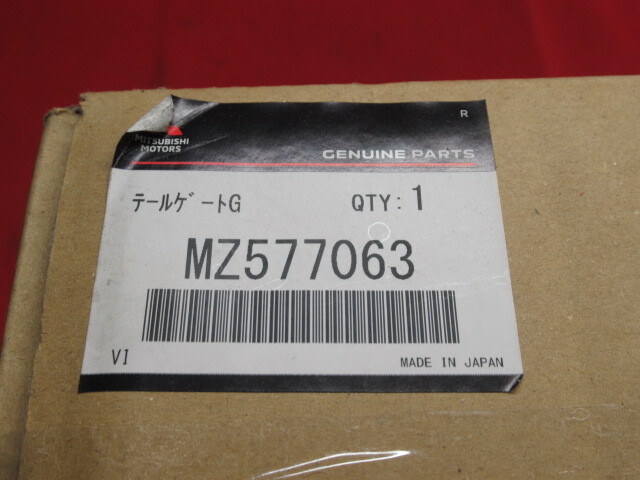 R
MITSUBISHI
MOTORS
GENUINE PARTS
テールゲートG QTY: 1
MZ577063
VI MADE IN JAPAN